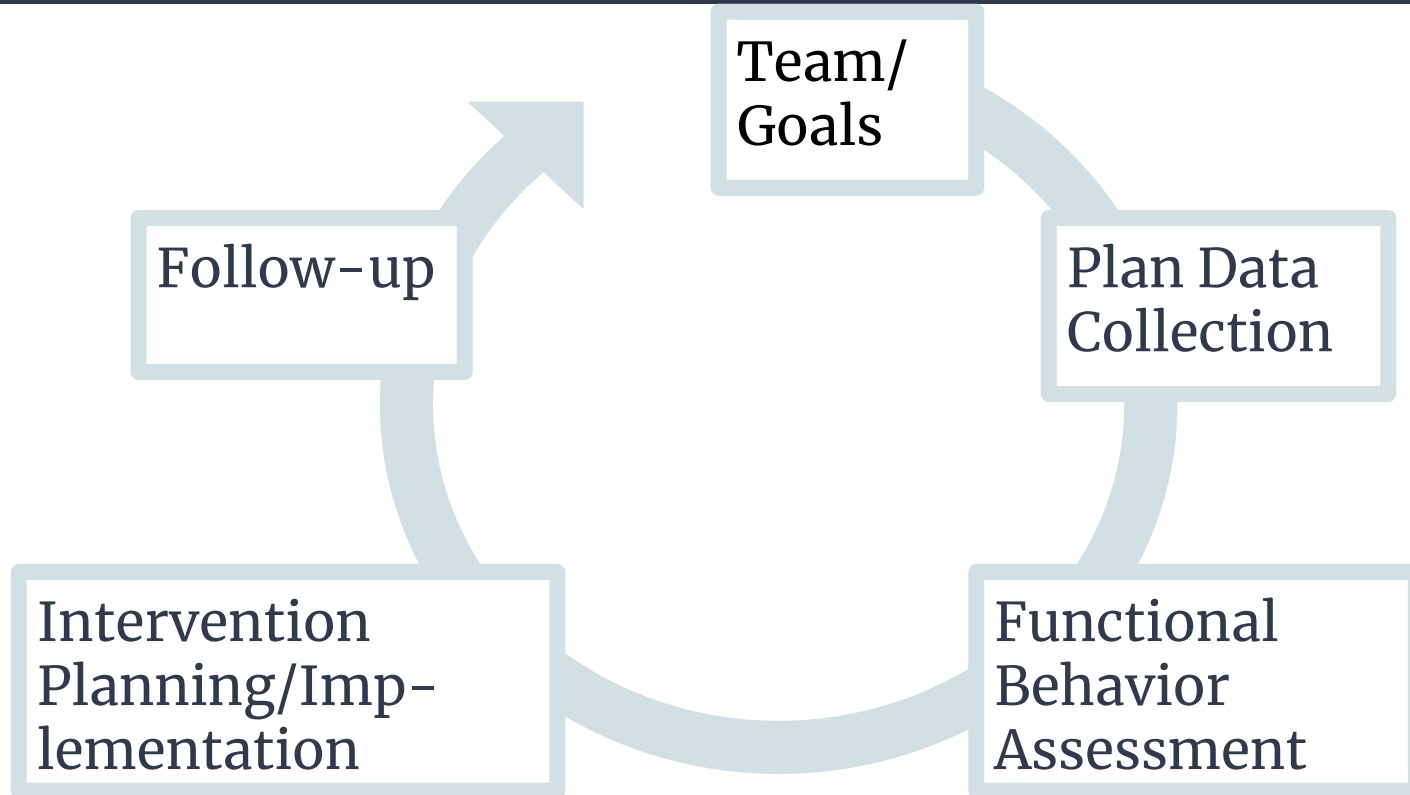 Team/
Goals
Plan Data
Collection
Functional
Behavior
Assessment
Intervention
Planning/Imp-
lementation
Follow-up